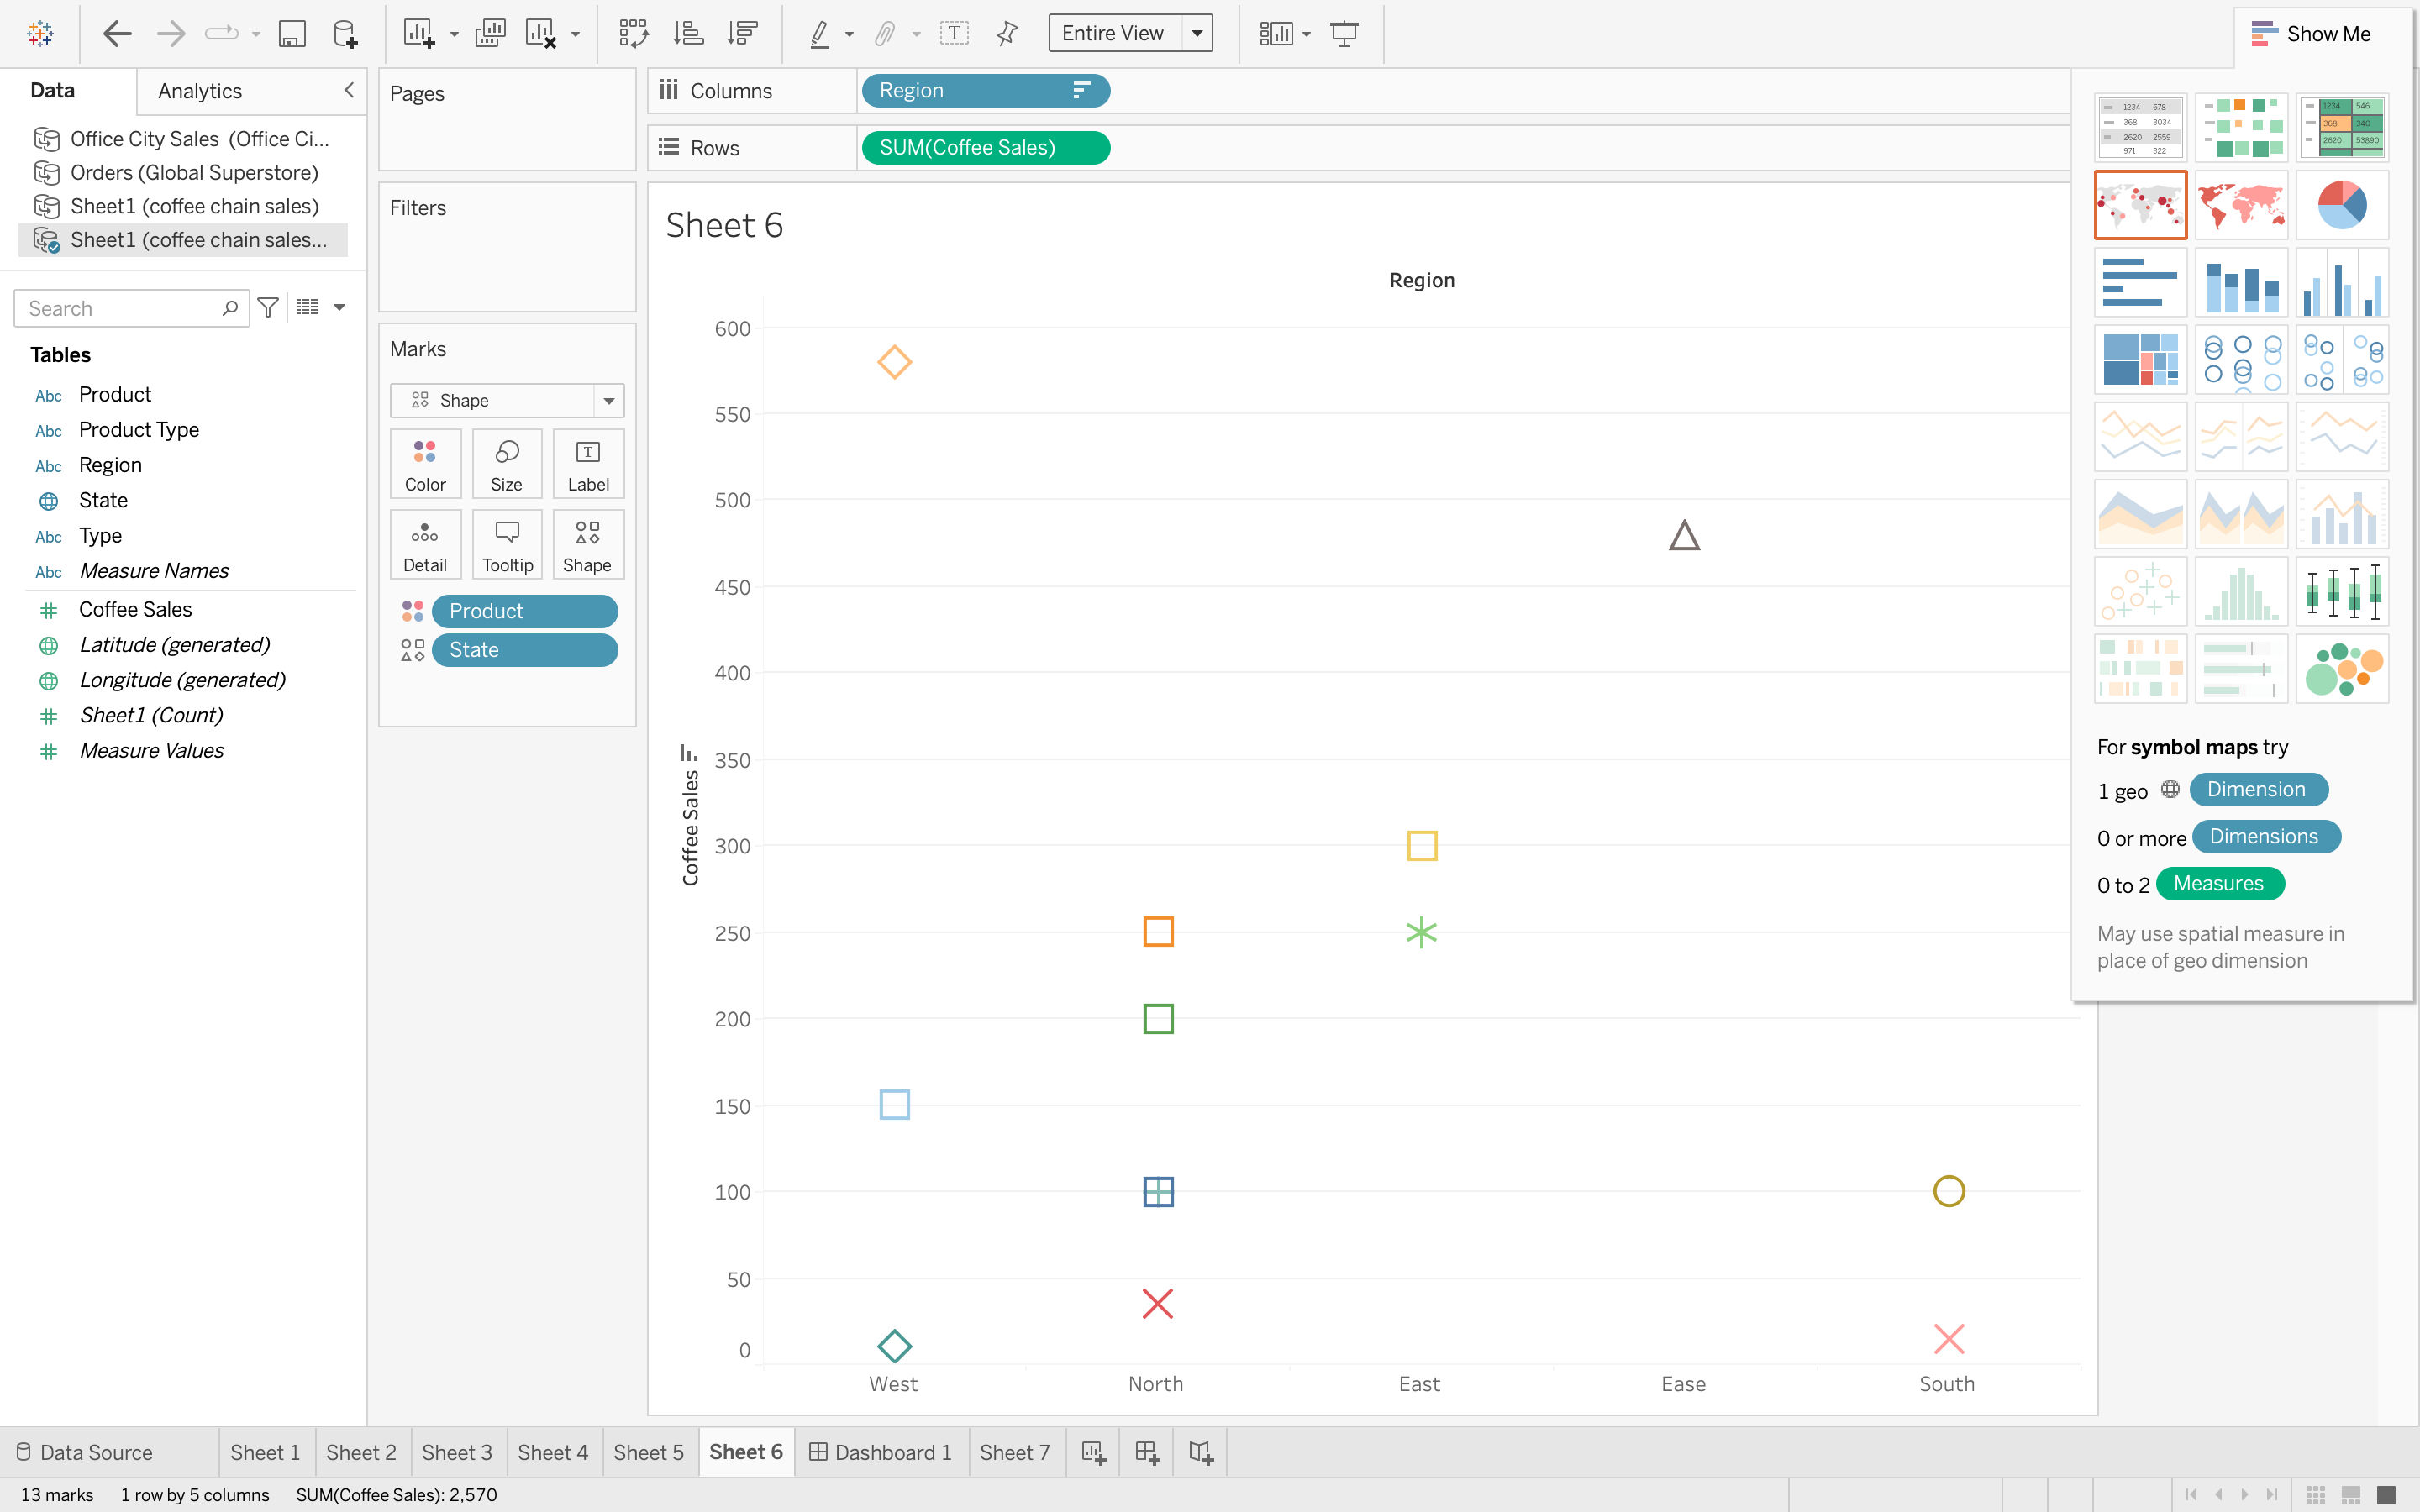 Entire View
Show Me
Data
Analytics
Office City Sales (Office Ci...
Orders (Global Superstore)
Sheet1 (coffee chain sales)
Sheet1 (coffee chain sales...
Search
Tables
Abc Product
Abc Product Type
Abc Region
State
Abc Type
Abc Measure Names
Coffee Sales
Latitude (generated)
Longitude (generated)
Sheet1 (Count)
Measure Values
Pages
Filters
Marks
Shape
Color
Size
Label
Detail
Tooltip
Shape
Product
State
Columns
Region
Rows
SUM(Coffee Sales)
Sheet 6
Region
Coffee Sales
600
550
500
450
400
350
300
250
200
150
100
50
0
West
North
East
Ease
South
1234 678
368 3034
2620 2559
971 322
1234 546
368 340
2620 53890
For symbol maps try
1 geo Dimension
0 or more Dimensions
0 to 2 Measures
May use spatial measure in
place of geo dimension
Data Source
Sheet 1
Sheet 2
Sheet 3
Sheet 4
Sheet 5
Sheet 6
Dashboard 1
Sheet 7
13 marks
1 row by 5 columns
SUM(Coffee Sales): 2,570